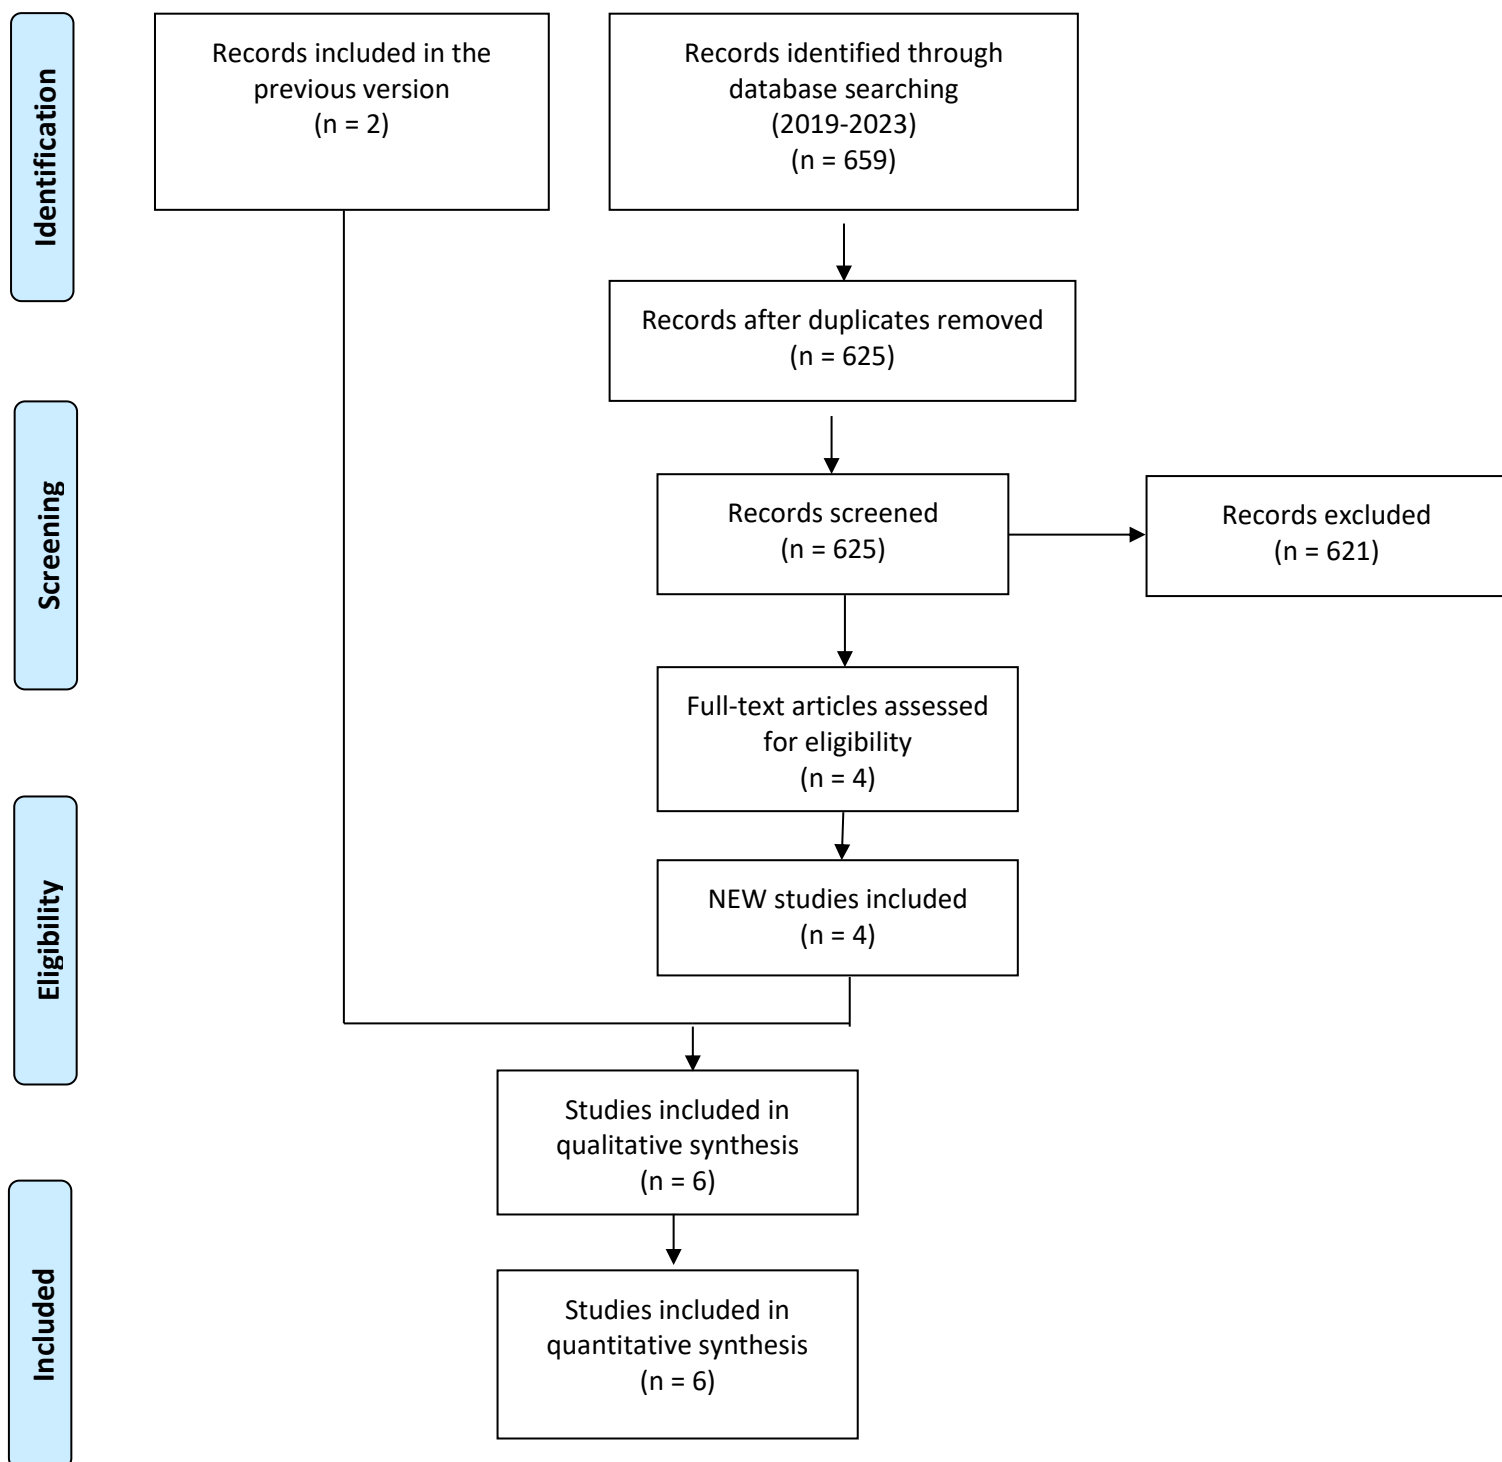 Identification
Records included in the
previous version
(n = 2)
Records identified through
database searching
(2019-2023)
(n = 659)
Records after duplicates removed
(n = 625)
Screening
Records screened
(n = 625)
Records excluded
(n = 621)
Full-text articles assessed
for eligibility
(n = 4)
Eligibility
NEW studies included
(n = 4)
Studies included in
qualitative synthesis
(n = 6)
Included
Studies included in
quantitative synthesis
(n = 6)